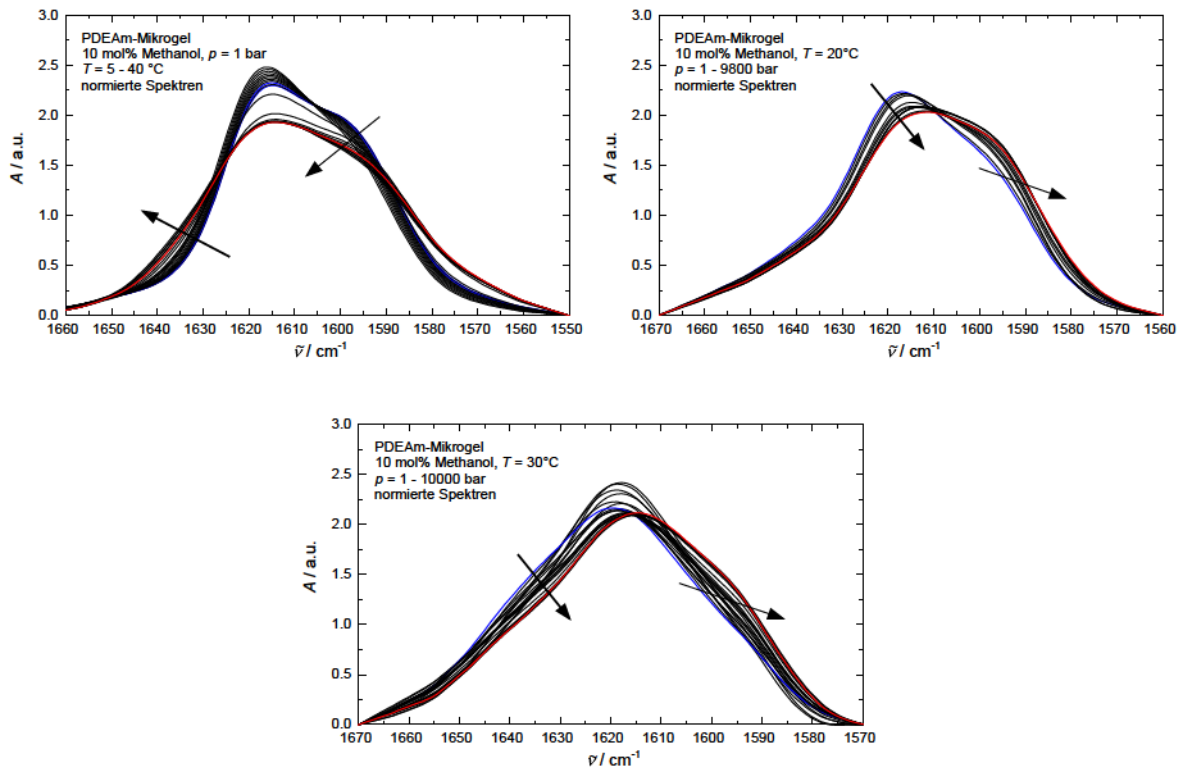 PDEAm-Mikrogel
10 mol% Methanol, p = 1 bar
T = 5 - 40 °C
normierte Spektren
A / a.u.
3.0
2.5
2.0
1.5
1.0
0.5
0.0
1660 1650 1640 1630 1620 1610 1600 1590 1580 1570 1560 1550
ṽ / cm-1
PDEAm-Mikrogel
10 mol% Methanol, T = 20°C
p = 1 - 9800 bar
normierte Spektren
A / a.u.
3.0
2.5
2.0
1.5
1.0
0.5
0.0
1670 1660 1650 1640 1630 1620 1610 1600 1590 1580 1570 1560
ṽ / cm-1
PDEAm-Mikrogel
10 mol% Methanol, T = 30°C
p = 1 - 10000 bar
normierte Spektren
A / a.u.
3.0
2.5
2.0
1.5
1.0
0.5
0.0
1670 1660 1650 1640 1630 1620 1610 1600 1590 1580 1570
ṽ / cm-1